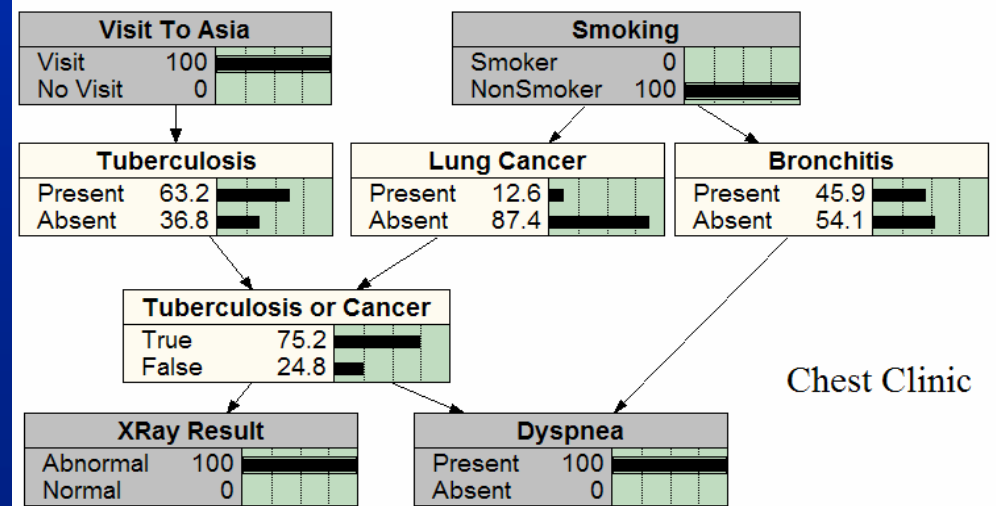 Visit To Asia
Visit 100
No Visit 0
Smoking
Smoker 0
NonSmoker 100
Tuberculosis
Present 63.2
Absent 36.8
Lung Cancer
Present 12.6
Absent 87.4
Bronchitis
Present 45.9
Absent 54.1
Tuberculosis or Cancer
True 75.2
False 24.8
Chest Clinic
XRay Result
Abnormal 100
Normal 0
Dyspnea
Present 100
Absent 0